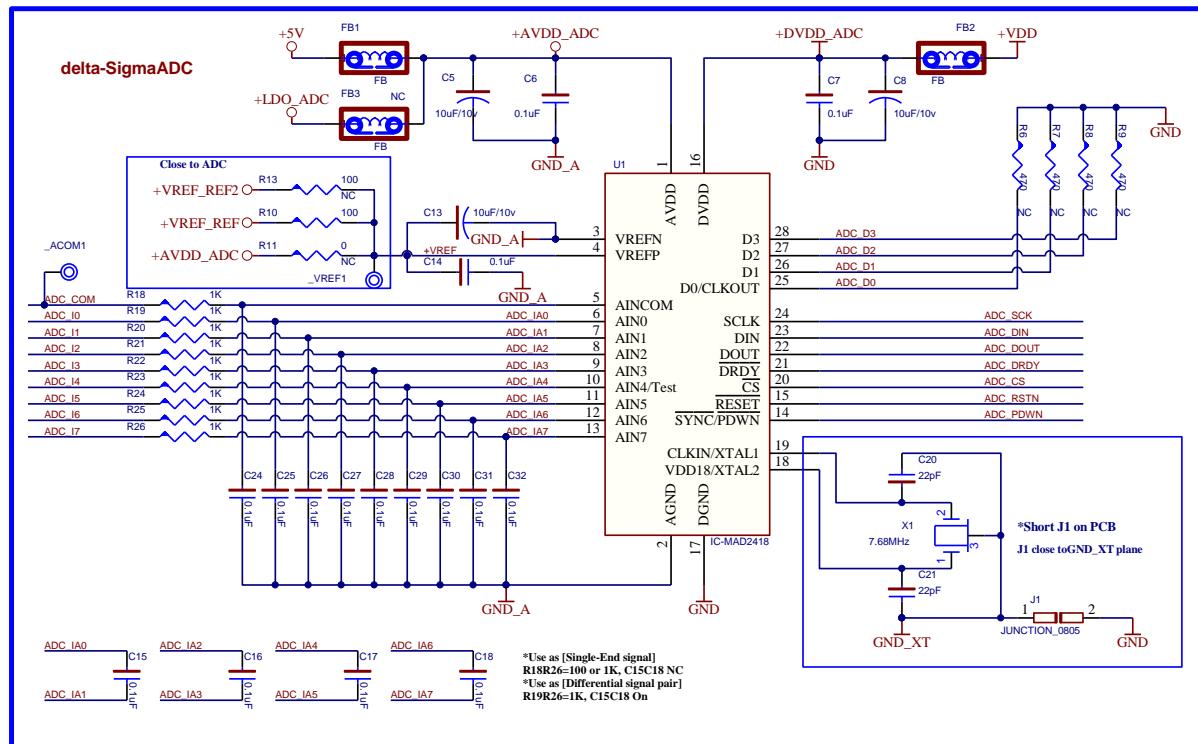 delta-SigmaADC
+5V
FB1
FB
+AVDD_ADC
+LDO_ADC
FB3
NC
FB
C5
10uF/10v
C6
0.1uF
GND_A
+DVDD_ADC
FB2
FB
+VDD
C7
0.1uF
C8
10uF/10v
GND
GND
R6
470
NC
R7
470
NC
R8
470
NC
R9
470
NC
Close to ADC
+VREF_REF2
R13
100
NC
+VREF_REF
R10
100
+AVDD_ADC
R11
0
NC
_VREF1
_ACOM1
C13
10uF/10v
GND_A
+VREF
C14
0.1uF
GND_A
U1
1
AVDD
16
DVDD
3
VREFN
4
VREFP
5
AINCOM
6
AIN0
7
AIN1
8
AIN2
9
AIN3
10
AIN4/Test
11
AIN5
12
AIN6
13
AIN7
D3
28
ADC_D3
D2
27
ADC_D2
D1
26
ADC_D1
D0/CLKOUT
25
ADC_D0
SCLK
24
ADC_SCK
DIN
23
ADC_DIN
DOUT
22
ADC_DOUT
DRDY
21
ADC_DRDY
CS
20
ADC_CS
RESET
15
ADC_RSTN
SYNC/PDWN
14
ADC_PDWN
CLKIN/XTAL1
19
VDD18/XTAL2
18
AGND
2
DGND
17
IC-MAD2418
GND_A
GND
ADC_COM
R18
1K
ADC_I0
R19
1K
ADC_IA0
ADC_I1
R20
1K
ADC_IA1
ADC_I2
R21
1K
ADC_IA2
ADC_I3
R22
1K
ADC_IA3
ADC_I4
R23
1K
ADC_IA4
ADC_I5
R24
1K
ADC_IA5
ADC_I6
R25
1K
ADC_IA6
ADC_I7
R26
1K
ADC_IA7
C24
0.1uF
C25
0.1uF
C26
0.1uF
C27
0.1uF
C28
0.1uF
C29
0.1uF
C30
0.1uF
C31
0.1uF
C32
0.1uF
C20
22pF
X1
7.68MHz
2
3
1
C21
22pF
GND_XT
*Short J1 on PCB
J1 close toGND_XT plane
J1
1
2
JUNCTION_0805
GND
ADC_IA0
C15
0.1uF
ADC_IA1
ADC_IA2
C16
0.1uF
ADC_IA3
ADC_IA4
C17
0.1uF
ADC_IA5
ADC_IA6
C18
0.1uF
ADC_IA7
*Use as [Single-End signal]
R18R26=100 or 1K, C15C18 NC
*Use as [Differential signal pair]
R19R26=1K, C15C18 On